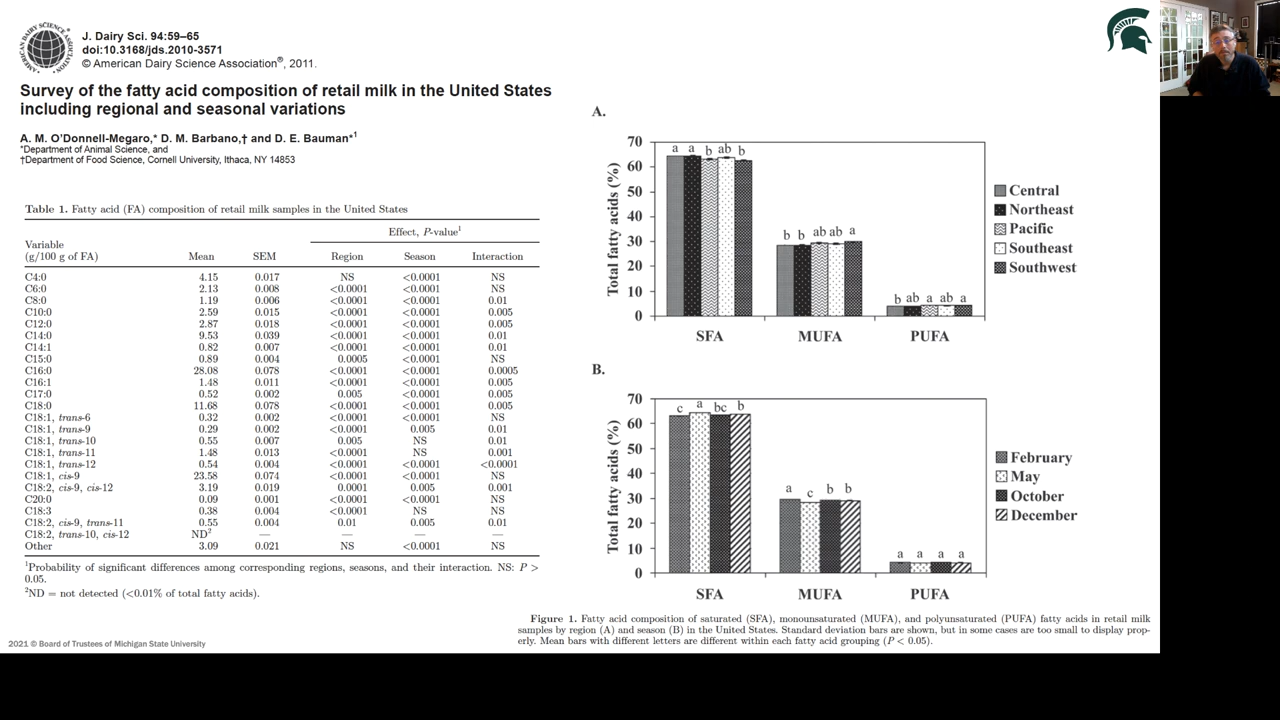 J. Dairy Sci. 94:59–65
doi:10.3168/jds.2010-3571
© American Dairy Science Association®, 2011.
Survey of the fatty acid composition of retail milk in the United States
including regional and seasonal variations
A. M. O'Donnell-Megaro,* D. M. Barbano,† and D. E. Bauman*1
*Department of Animal Science, and
†Department of Food Science, Cornell University, Ithaca, NY 14853
Table 1. Fatty acid (FA) composition of retail milk samples in the United States
Effect, P-value1
Variable
(g/100 g of FA) Mean SEM Region Season Interaction
C4:0 4.15 0.017 NS <0.0001 NS
C6:0 2.13 0.008 <0.0001 <0.0001 NS
C8:0 1.19 0.006 <0.0001 <0.0001 0.01
C10:0 2.59 0.015 <0.0001 <0.0001 0.005
C12:0 2.87 0.018 <0.0001 <0.0001 0.005
C14:0 9.53 0.039 <0.0001 <0.0001 0.01
C14:1 0.82 0.007 <0.0001 <0.0001 0.01
C15:0 0.89 0.004 0.0005 <0.0001 NS
C16:0 28.08 0.078 <0.0001 <0.0001 0.0005
C16:1 1.48 0.011 <0.0001 <0.0001 0.005
C17:0 0.52 0.002 0.005 <0.0001 0.005
C18:0 11.68 0.078 <0.0001 <0.0001 0.005
C18:1, trans-6 0.32 0.002 <0.0001 <0.0001 NS
C18:1, trans-9 0.29 0.002 <0.0001 0.005 0.01
C18:1, trans-10 0.55 0.007 0.005 NS 0.01
C18:1, trans-11 1.48 0.013 <0.0001 NS 0.001
C18:1, trans-12 0.54 0.004 <0.0001 <0.0001 <0.0001
C18:1, cis-9 23.58 0.074 <0.0001 <0.0001 NS
C18:2, cis-9, cis-12 3.19 0.019 0.0001 0.005 0.001
C20:0 0.09 0.001 <0.0001 <0.0001 NS
C18:3 0.38 0.004 <0.0001 NS NS
C18:2, cis-9, trans-11 0.55 0.004 0.01 0.005 0.01
C18:2, trans-10, cis-12 ND2 — — — —
Other 3.09 0.021 NS <0.0001 NS
1Probability of significant differences among corresponding regions, seasons, and their interaction. NS: P >
0.05.
2ND = not detected (<0.01% of total fatty acids).
2021 © Board of Trustees of Michigan State University
A.
Total fatty acids (%)
70
60
50
40
30
20
10
0
a a b ab b
b b ab ab a
b ab a ab a
SFA MUFA PUFA
Central
Northeast
Pacific
Southeast
Southwest
B.
Total fatty acids (%)
70
60
50
40
30
20
10
0
c a bc b
a c b b
a a a a
SFA MUFA PUFA
February
May
October
December
Figure 1. Fatty acid composition of saturated (SFA), monounsaturated (MUFA), and polyunsaturated (PUFA) fatty acids in retail milk
samples by region (A) and season (B) in the United States. Standard deviation bars are shown, but in some cases are too small to display prop-
erly. Mean bars with different letters are different within each fatty acid grouping (P < 0.05).